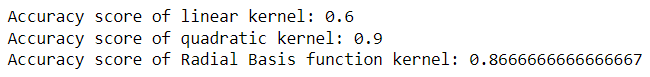 Accuracy score of linear kernel: 0.6
Accuracy score of quadratic kernel: 0.9
Accuracy score of Radial Basis function kernel: 0.8666666666666667